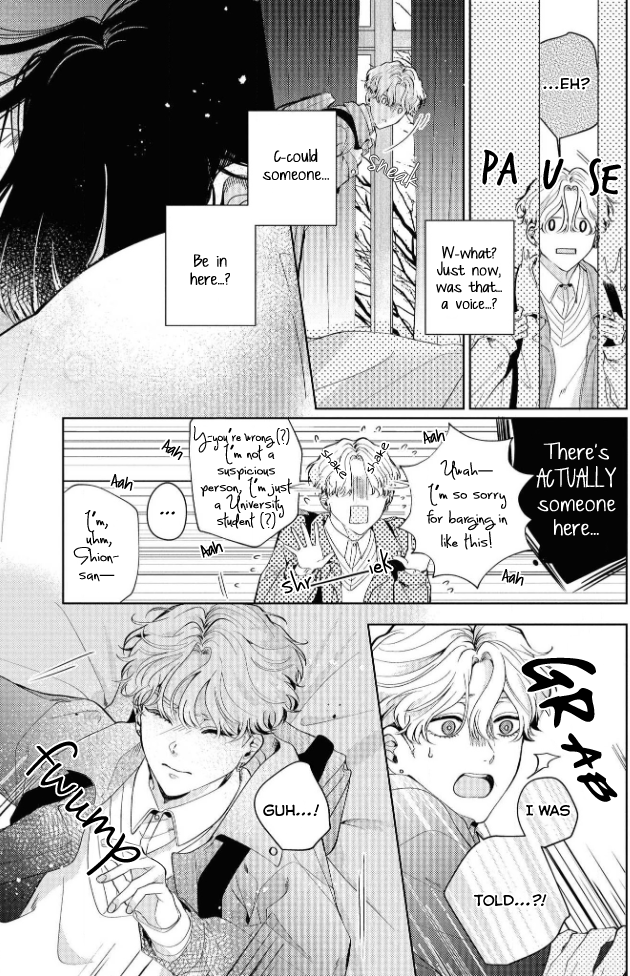 ...EH?
PAUSE
W-what?
Just now,
was that...
a voice...?
sneak
C-could
someone...
Be in
here...?
There's
ACTUALLY
someone
here...
Aah
Uwah—
I'm so sorry
for barging in
like this!
Aah
shake
shake
shr—iek
Y-you're wrong(?)
I'm not a
suspicious
person, I'm just
a University
student(?)
Aah
Aah
...
Aah
I'm,
uhm,
Shion-
san—
GRAB
I WAS
TOLD...?!
GUH...!
fwump